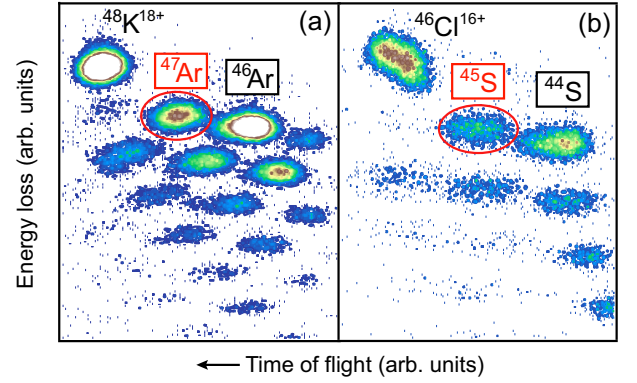 (a)
⁴⁸K¹⁸⁺
⁴⁷Ar
⁴⁶Ar
(b)
⁴⁶Cl¹⁶⁺
⁴⁵S
⁴⁴S
Energy loss (arb. units)
← Time of flight (arb. units)